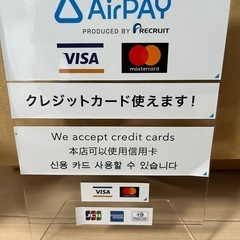 AirPAY
PRODUCED BY RECRUIT
VISA mastercard
クレジットカード使えます！
We accept credit cards
本店可以使用信用卡
신용 카드 사용할 수 있습니다
VISA
JCB